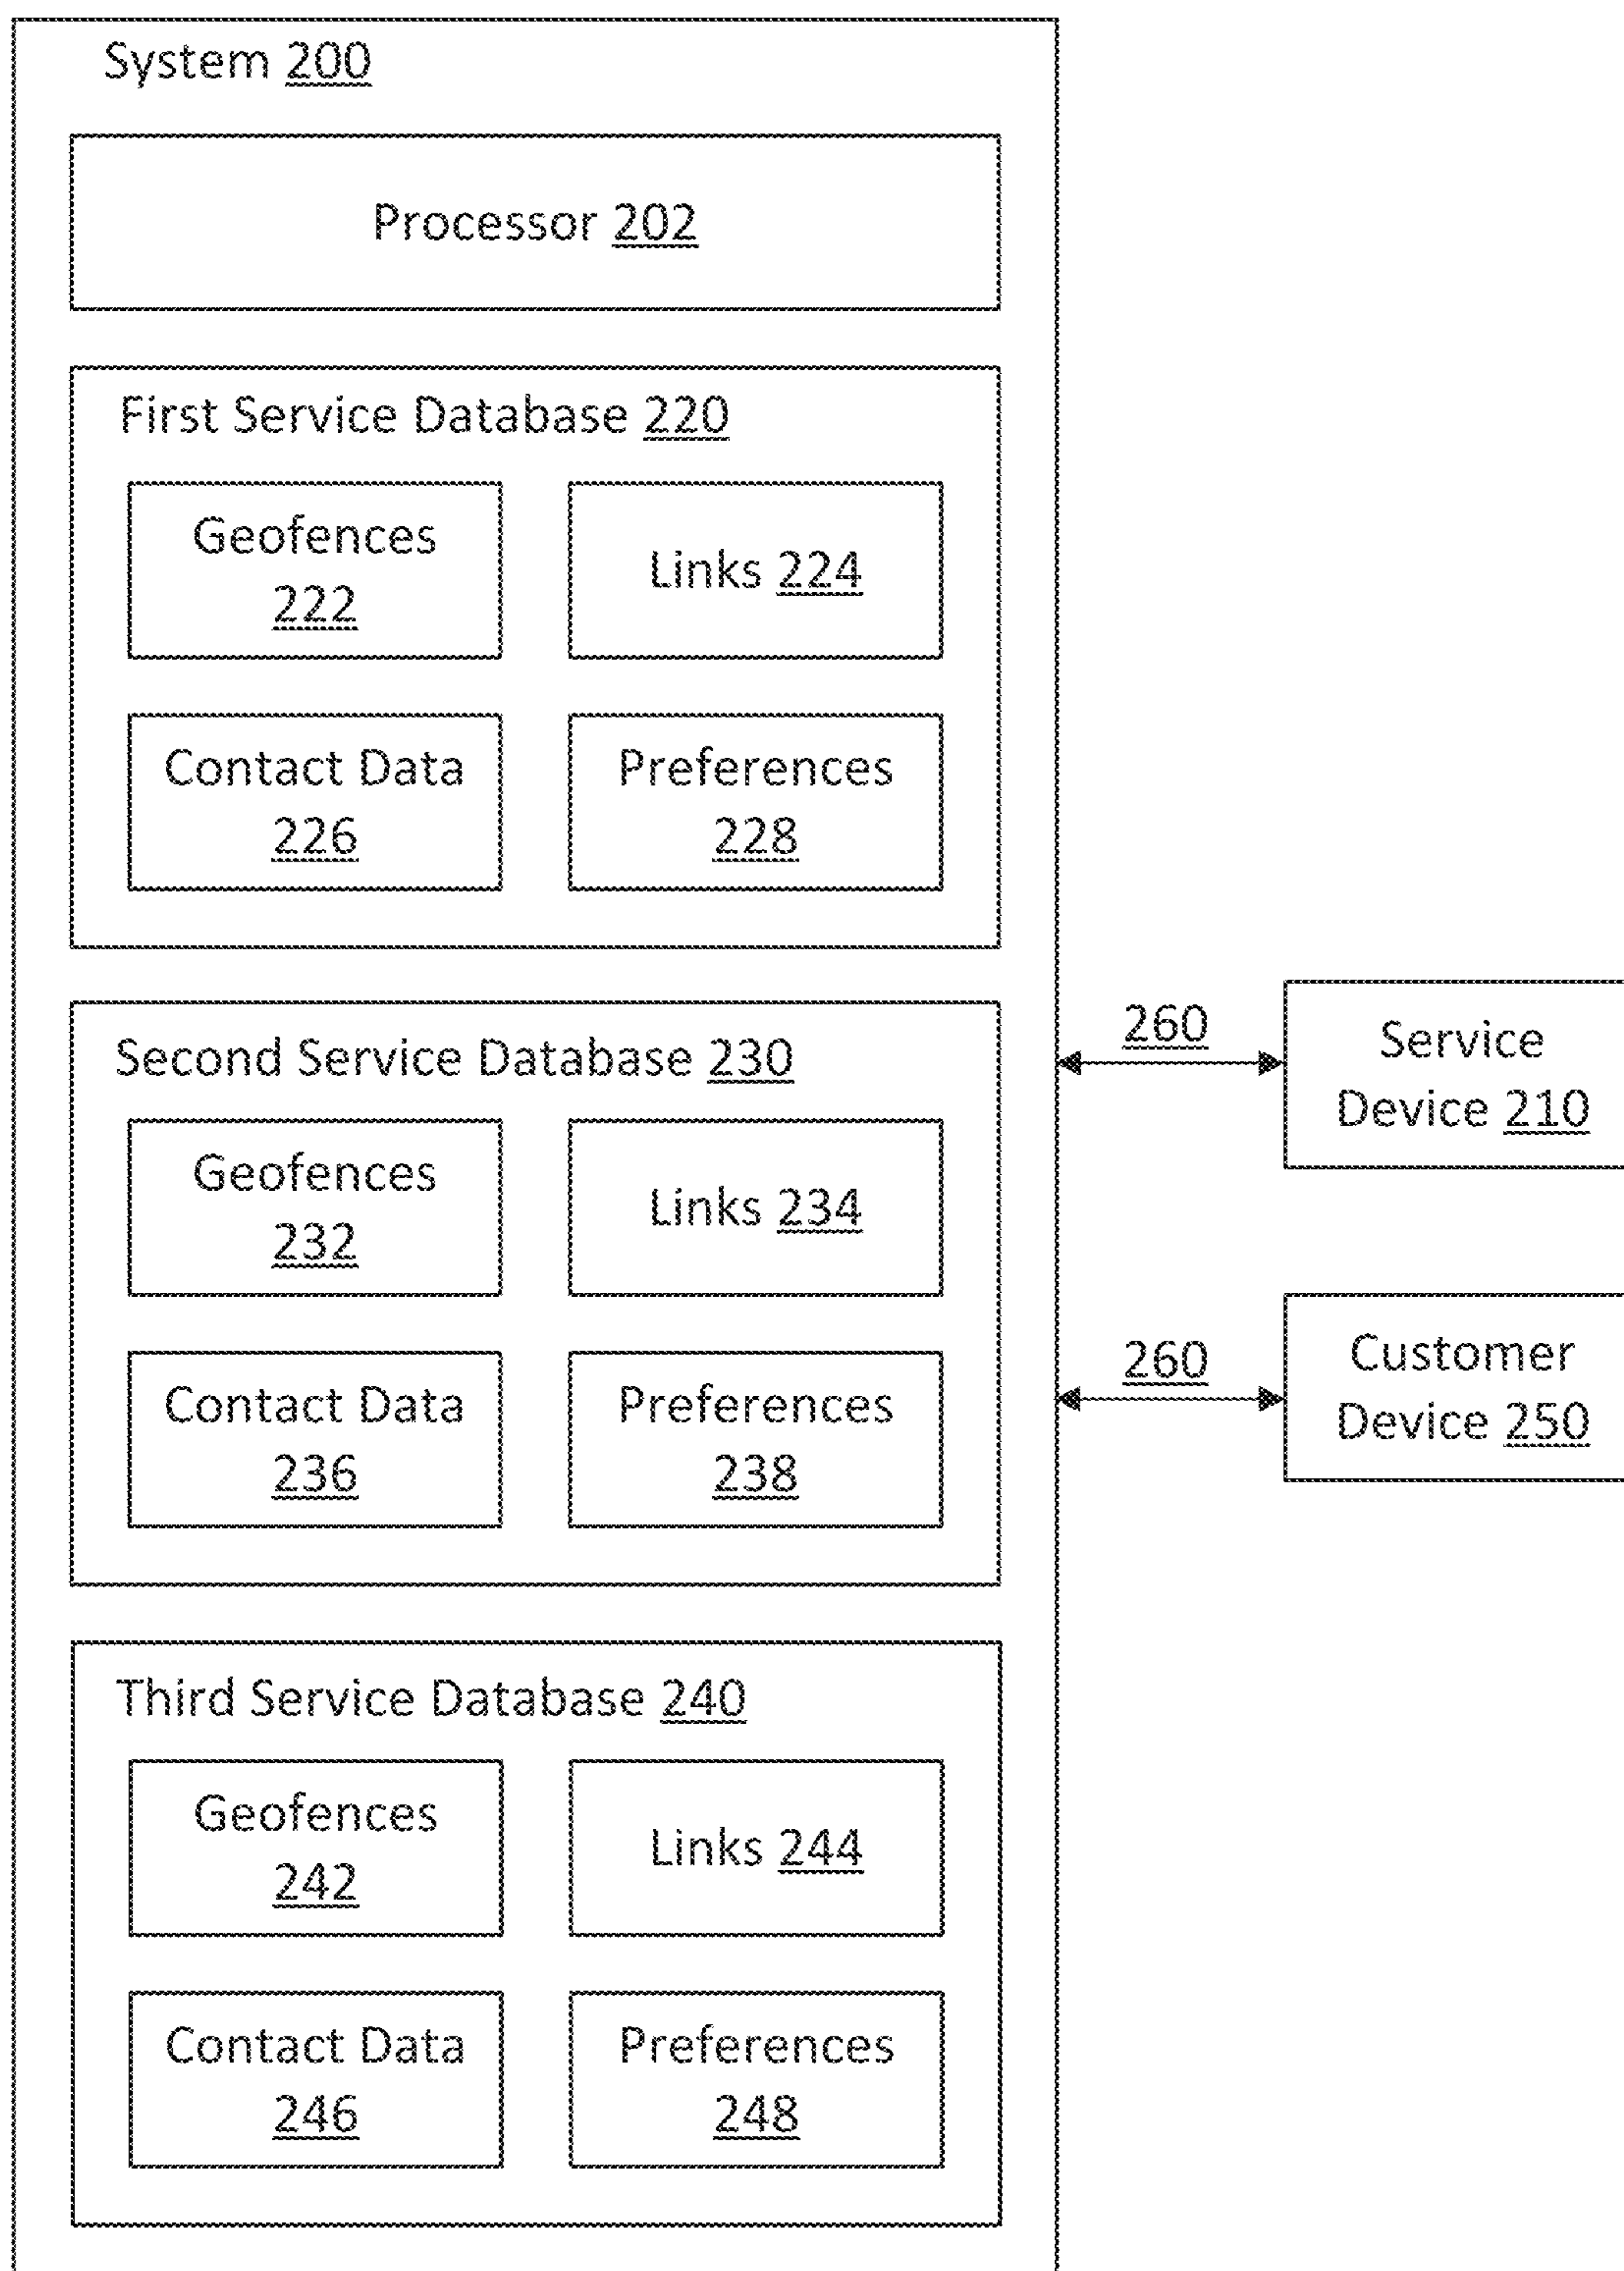 System 200
Processor 202
First Service Database 220
Geofences
222
Links 224
Contact Data
226
Preferences
228
Second Service Database 230
Geofences
232
Links 234
Contact Data
236
Preferences
238
Third Service Database 240
Geofences
242
Links 244
Contact Data
246
Preferences
248
260
Service
Device 210
260
Customer
Device 250